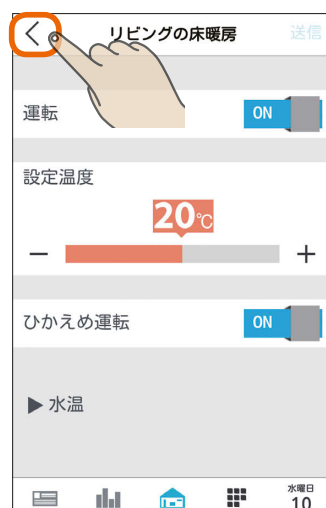 リビングの床暖房 送信
運転 ON
設定温度
20℃
− +
ひかえめ運転 ON
▶水温
水曜日
10